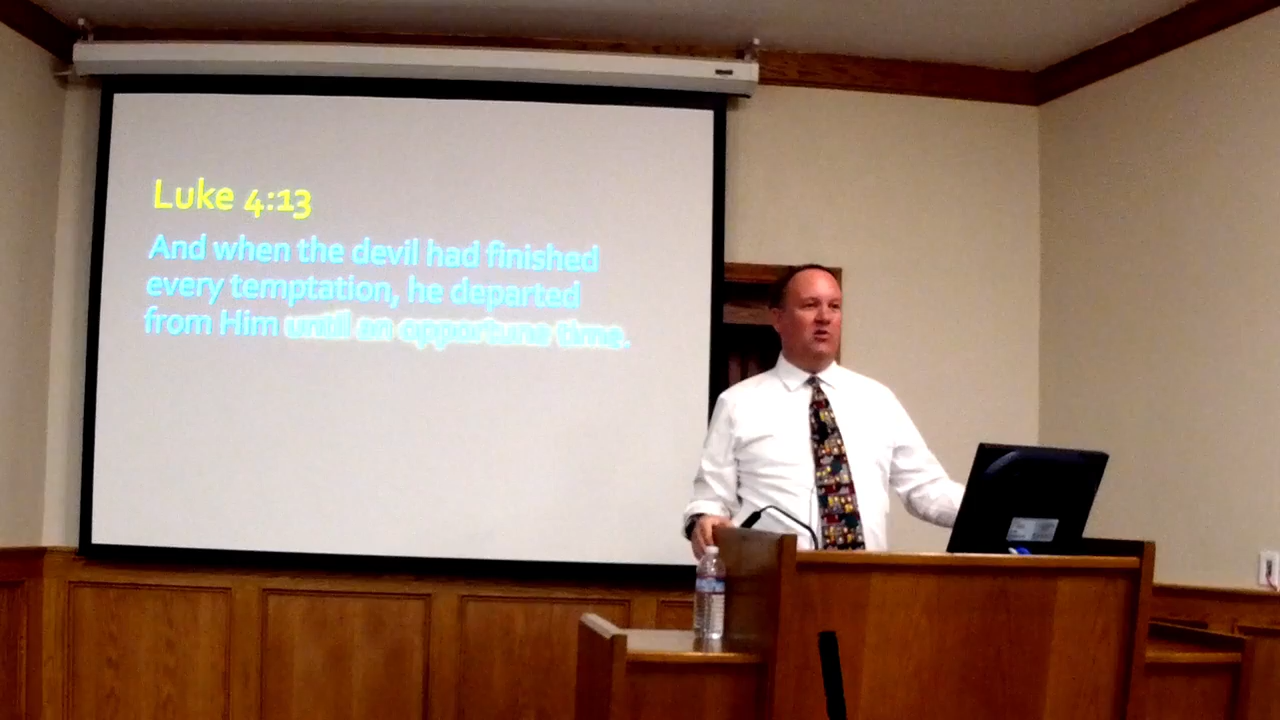 Luke 4:13
And when the devil had finished
every temptation, he departed
from Him until an opportune time.